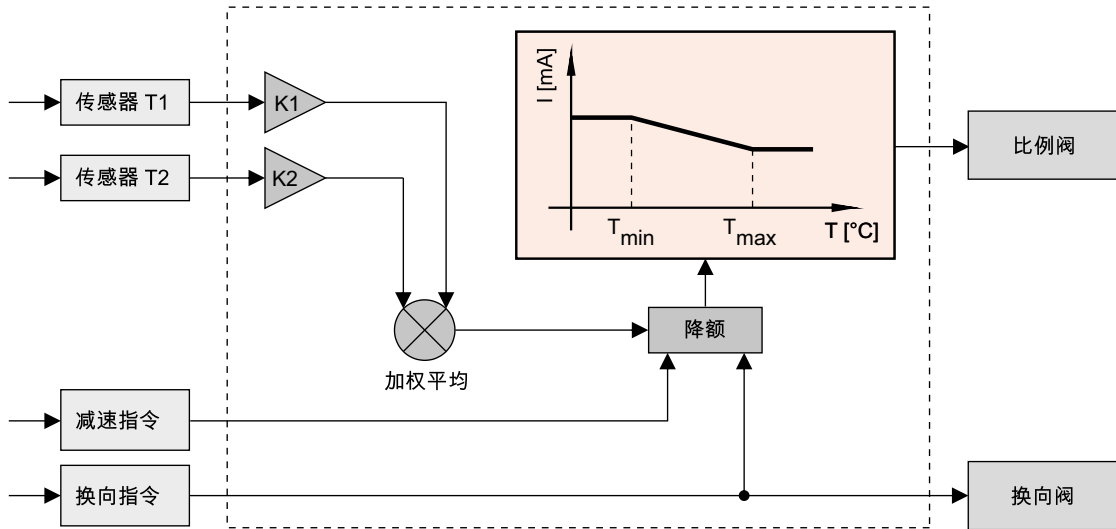 传感器 T1
K1
传感器 T2
K2
I [mA]
T min
T max
T [°C]
比例阀
降额
加权平均
减速指令
换向指令
换向阀